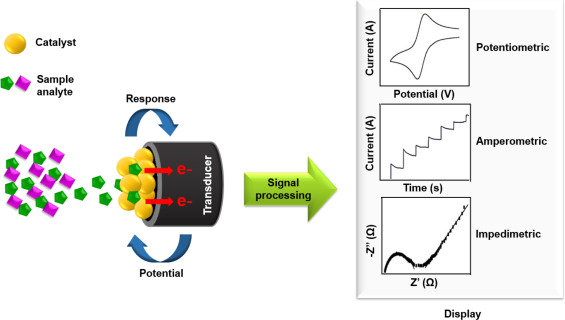 Catalyst
Sample
analyte
Response
e-
e-
Transducer
Potential
Signal
processing
Current (A)
Potential (V)
Potentiometric
Current (A)
Time (s)
Amperometric
-Z'' (Ω)
Z' (Ω)
Impedimetric
Display